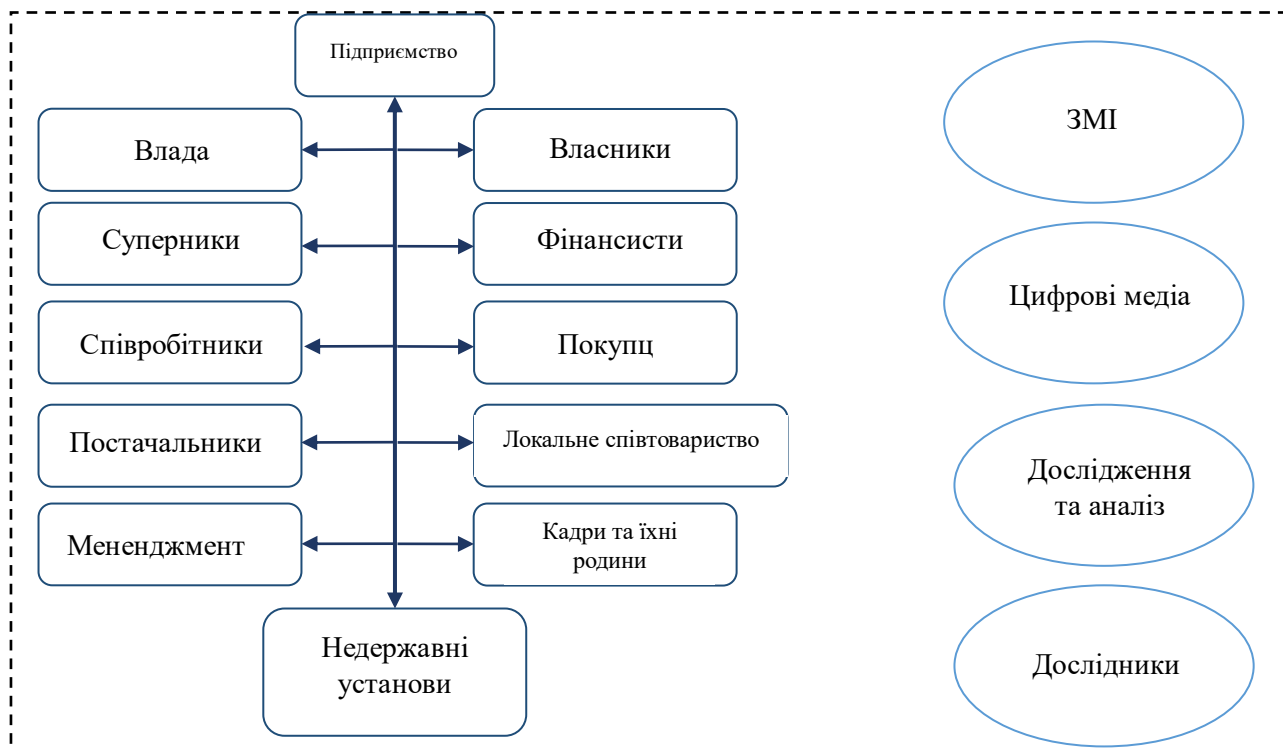 Підприємство
Влада
Власники
ЗМІ
Суперники
Фінансисти
Цифрові медіа
Співробітники
Покупц
Постачальники
Локальне співтовариство
Дослідження
та аналіз
Мененджмент
Кадри та їхні
родини
Недержавні
установи
Дослідники